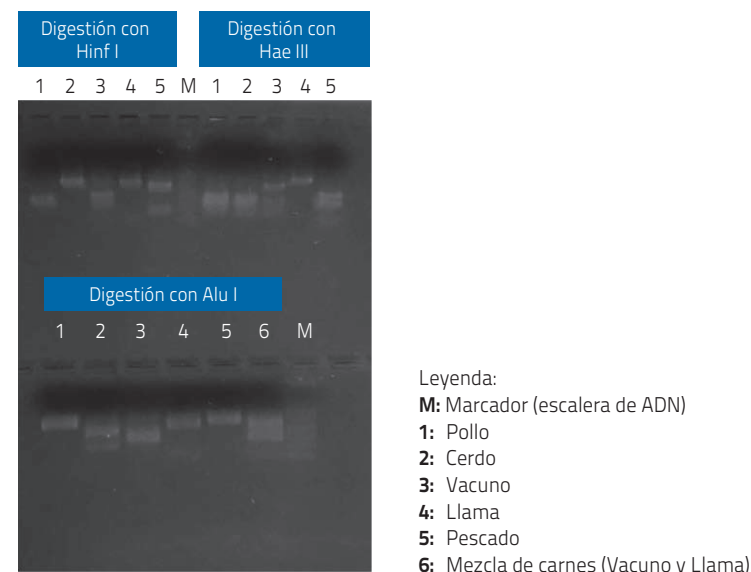 Digestión con
Hinf I
Digestión con
Hae III
1 2 3 4 5 M 1 2 3 4 5
Digestión con Alu I
1 2 3 4 5 6 M
Leyenda:
M: Marcador (escalera de ADN)
1: Pollo
2: Cerdo
3: Vacuno
4: Llama
5: Pescado
6: Mezcla de carnes (Vacuno y Llama)